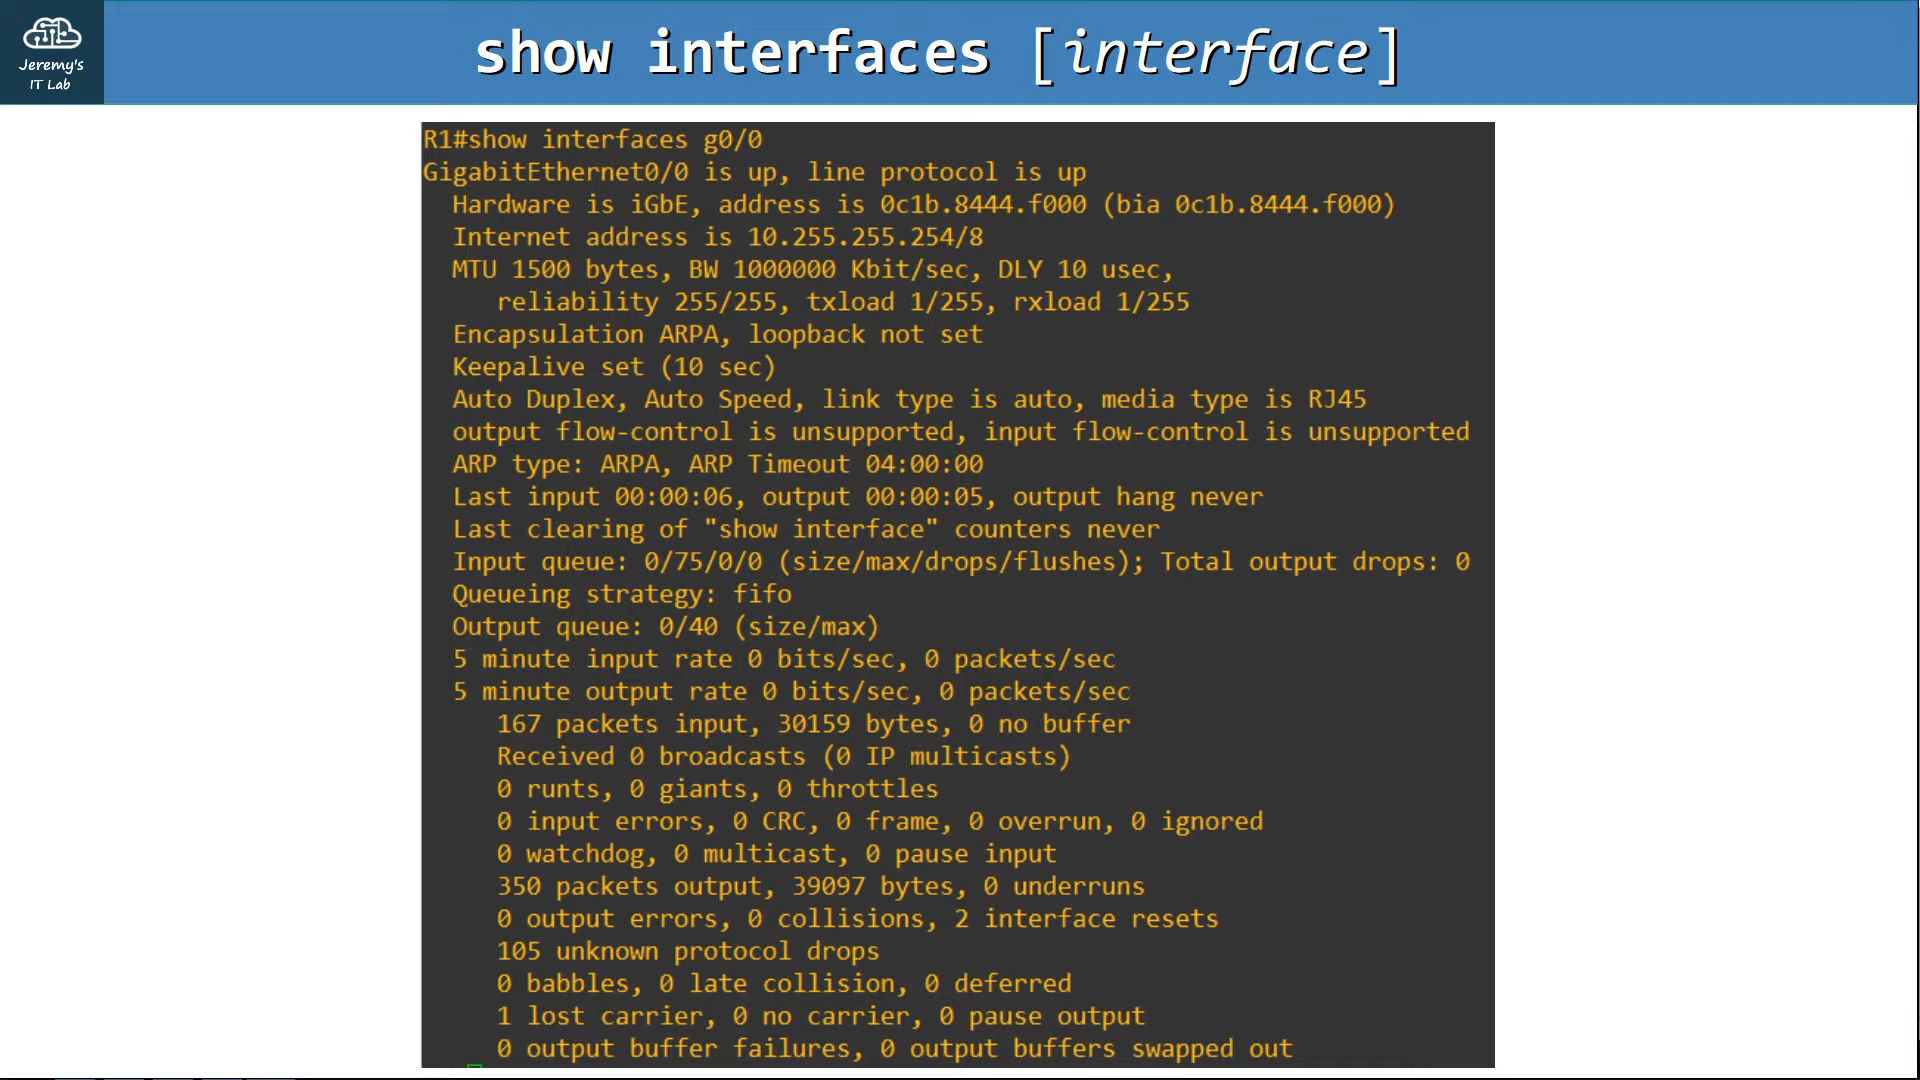 Jeremy's
IT Lab
show interfaces [interface]
R1#show interfaces g0/0
GigabitEthernet0/0 is up, line protocol is up
Hardware is iGbE, address is 0c1b.8444.f000 (bia 0c1b.8444.f000)
Internet address is 10.255.255.254/8
MTU 1500 bytes, BW 1000000 Kbit/sec, DLY 10 usec,
reliability 255/255, txload 1/255, rxload 1/255
Encapsulation ARPA, loopback not set
Keepalive set (10 sec)
Auto Duplex, Auto Speed, link type is auto, media type is RJ45
output flow-control is unsupported, input flow-control is unsupported
ARP type: ARPA, ARP Timeout 04:00:00
Last input 00:00:06, output 00:00:05, output hang never
Last clearing of "show interface" counters never
Input queue: 0/75/0/0 (size/max/drops/flushes); Total output drops: 0
Queueing strategy: fifo
Output queue: 0/40 (size/max)
5 minute input rate 0 bits/sec, 0 packets/sec
5 minute output rate 0 bits/sec, 0 packets/sec
167 packets input, 30159 bytes, 0 no buffer
Received 0 broadcasts (0 IP multicasts)
0 runts, 0 giants, 0 throttles
0 input errors, 0 CRC, 0 frame, 0 overrun, 0 ignored
0 watchdog, 0 multicast, 0 pause input
350 packets output, 39097 bytes, 0 underruns
0 output errors, 0 collisions, 2 interface resets
105 unknown protocol drops
0 babbles, 0 late collision, 0 deferred
1 lost carrier, 0 no carrier, 0 pause output
0 output buffer failures, 0 output buffers swapped out